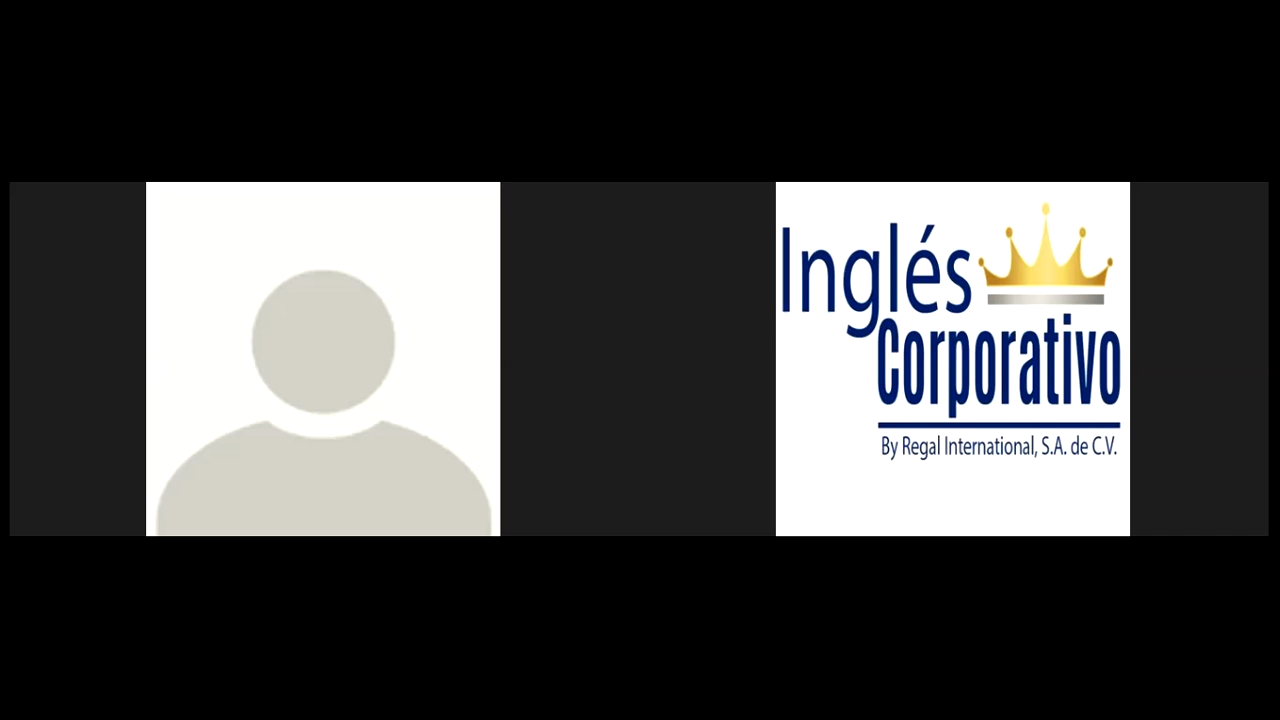 Inglés
Corporativo
By Regal International, S.A. de C.V.